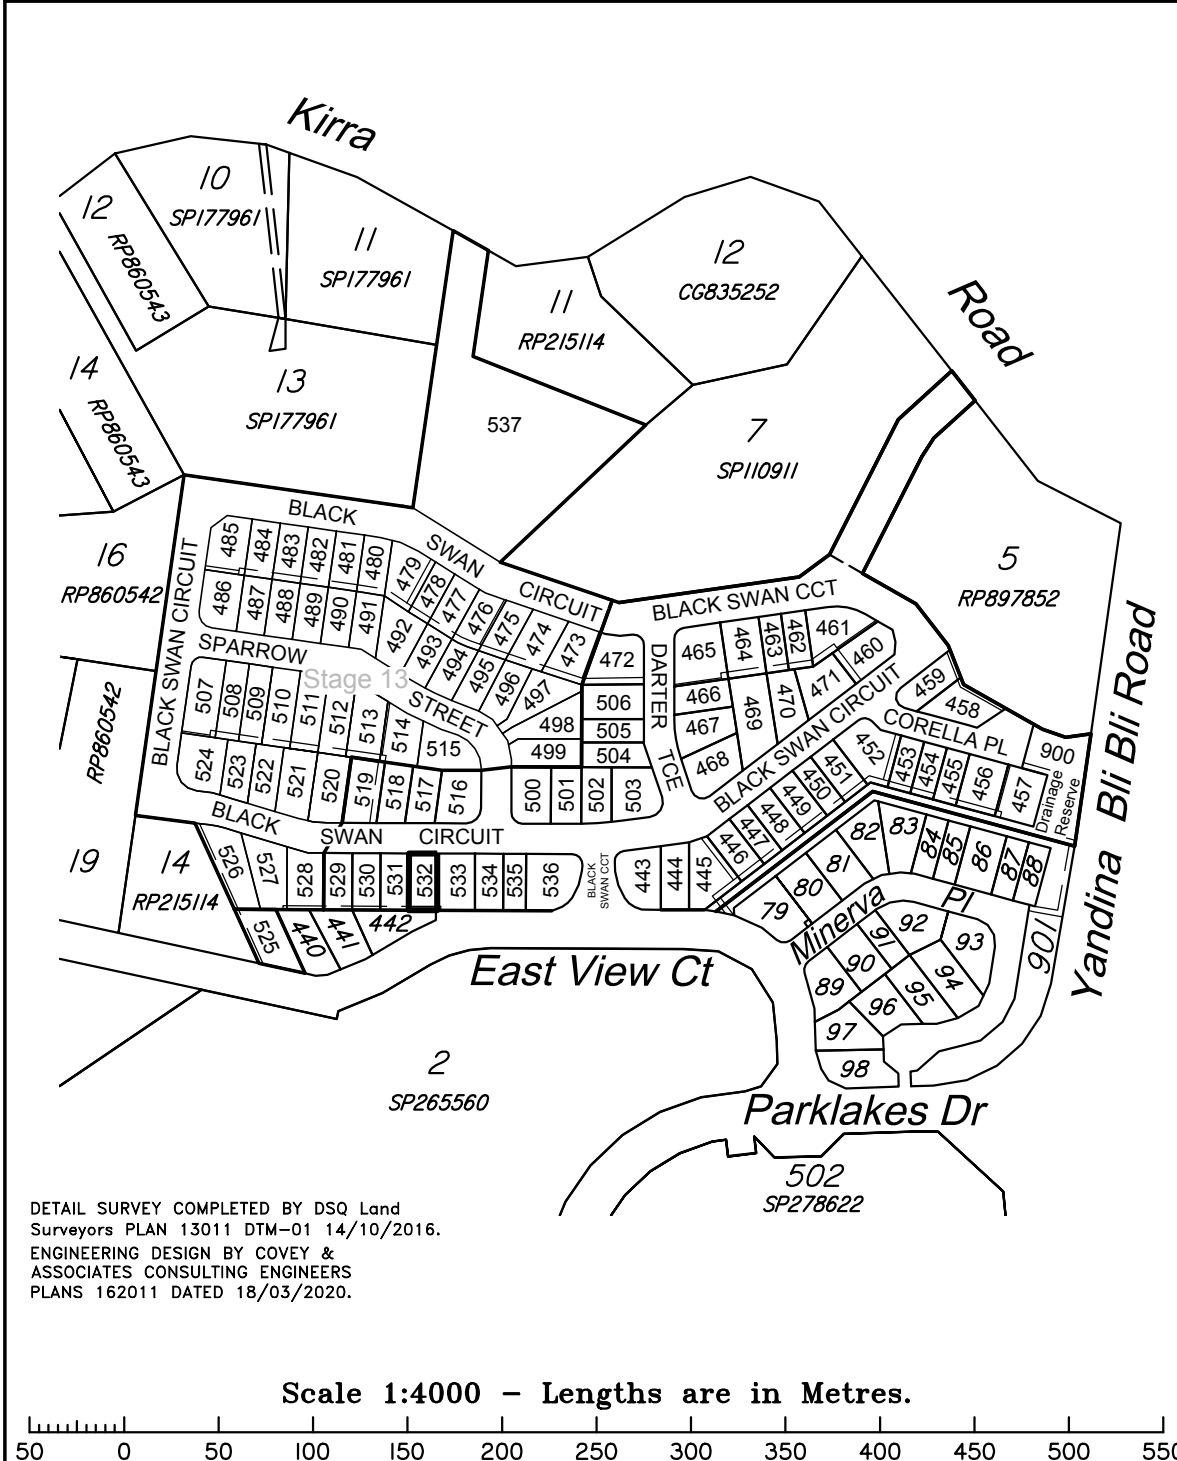 Kirra
10
SP177961
12
RP860543
11
SP177961
12
CG835252
11
RP215114
Road
14
RP860543
13
SP177961
537
7
SP110911
16
RP860542
5
RP897852
BLACK
SWAN
CIRCUIT
BLACK SWAN CCT
BLACK SWAN CIRCUIT
485
484
483
482
481
480
479
478
477
476
475
474
473
486
487
488
489
490
491
492
493
494
495
496
497
498
499
SPARROW
STREET
Stage 13
507
508
509
510
511
512
513
514
515
524
523
522
521
520
519
518
517
516
500
501
502
503
504
505
506
472
DARTER
TCE
465
464
463
462
461
460
466
467
468
469
470
471
459
458
BLACK SWAN CIRCUIT
CORELLA PL
452
453
454
455
456
457
900
Drainage
Reserve
451
450
449
448
447
446
RP860542
19
14
RP215114
BLACK
SWAN
CIRCUIT
526
527
528
529
530
531
532
533
534
535
536
BLACK
SWAN CCT
443
444
445
525
440
441
442
79
80
81
82
83
84
85
86
87
88
Minerva
Pl
89
90
91
92
93
94
95
96
97
98
901
Yandina Bli Bli Road
East View Ct
2
SP265560
Parklakes Dr
502
SP278622
DETAIL SURVEY COMPLETED BY DSQ Land
Surveyors PLAN 13011 DTM-01 14/10/2016.
ENGINEERING DESIGN BY COVEY &
ASSOCIATES CONSULTING ENGINEERS
PLANS 162011 DATED 18/03/2020.
Scale 1:4000 - Lengths are in Metres.
50 0 50 100 150 200 250 300 350 400 450 500